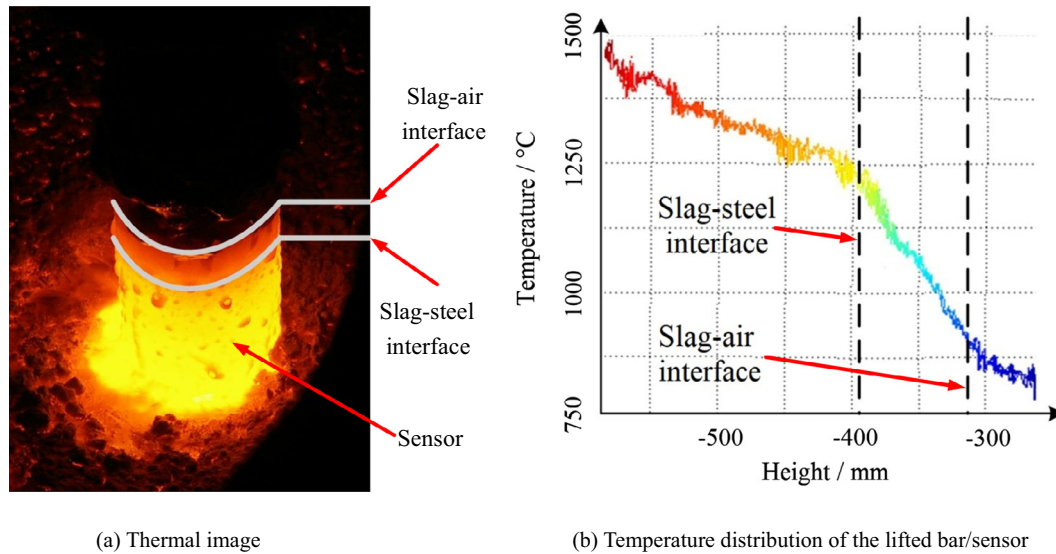 Slag-air
interface
Slag-steel
interface
Sensor
(a) Thermal image
1500
1250
1000
750
Temperature / °C
Slag-steel
interface
Slag-air
interface
-500
-400
-300
Height / mm
(b) Temperature distribution of the lifted bar/sensor